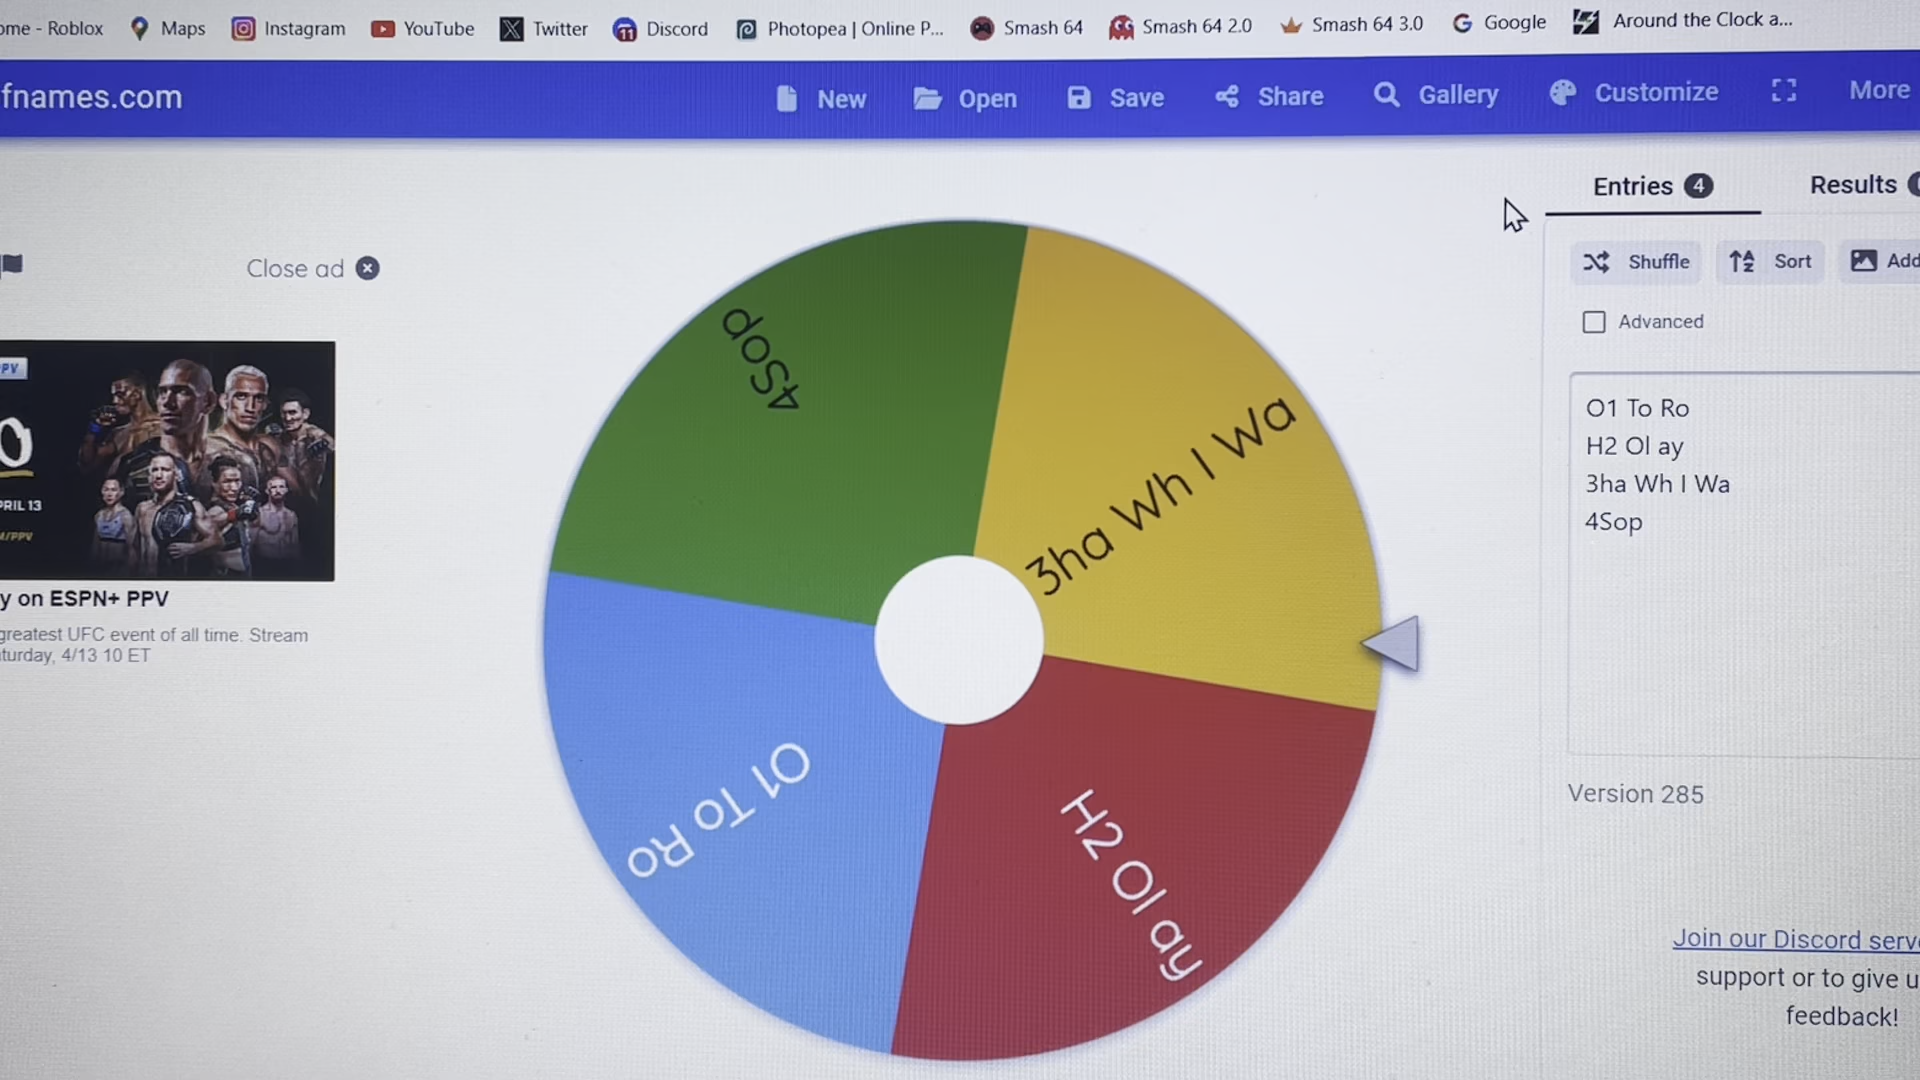 ome - Roblox Maps Instagram YouTube Twitter Discord Photopea | Online P... Smash 64 Smash 64 2.0 Smash 64 3.0 Google Around the Clock a...
fnames.com New Open Save Share Gallery Customize More
Entries 4 Results
Close ad
Shuffle Sort Add
Advanced
PPV
0
PRIL 13
M/PPV
y on ESPN+ PPV
greatest UFC event of all time. Stream
turday, 4/13 10 ET
4Sop
3ha Wh I Wa
O1 To Ro
H2 Ol ay
O1 To Ro
H2 Ol ay
3ha Wh I Wa
4Sop
Version 285
Join our Discord serve
support or to give u
feedback!